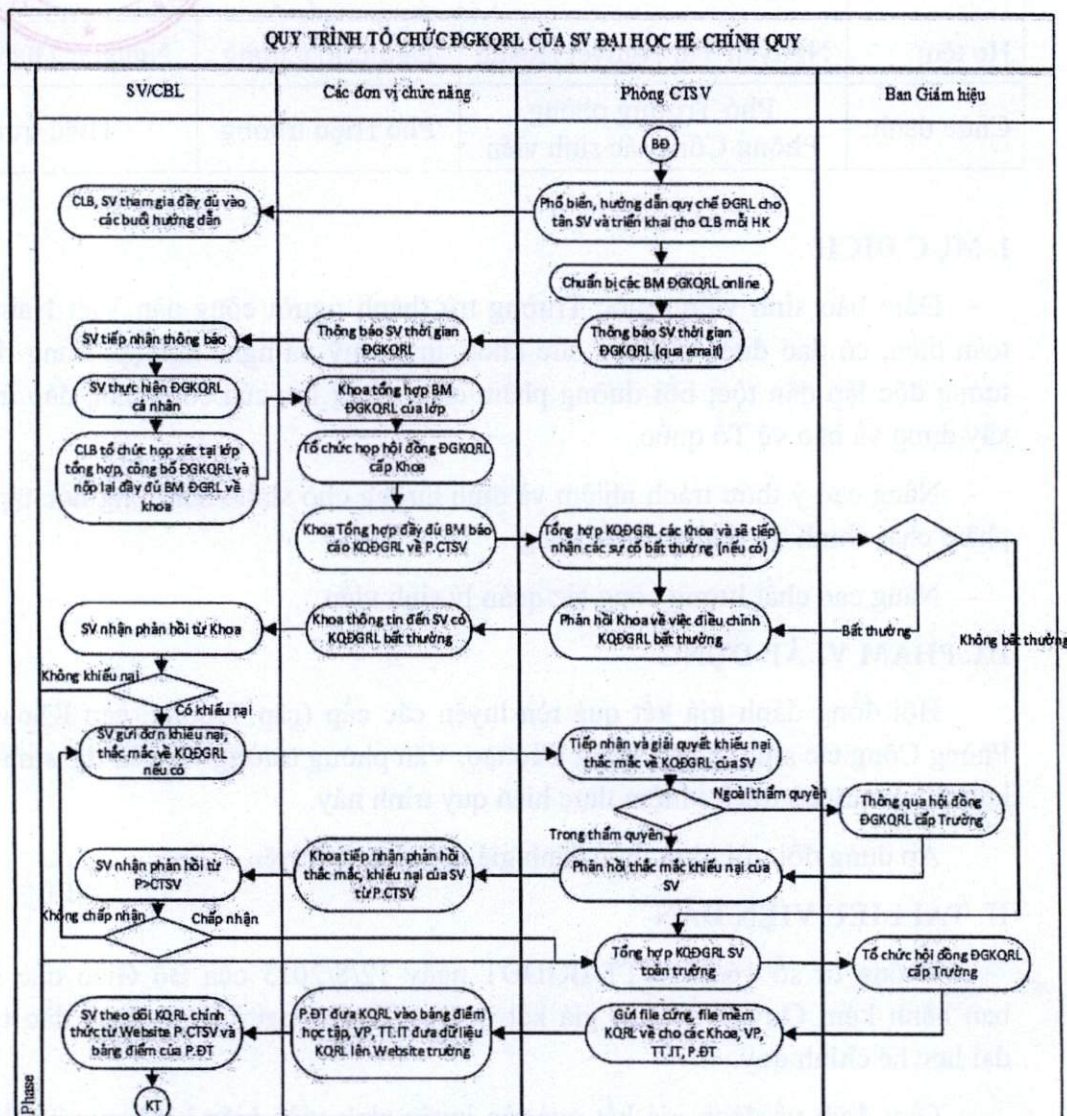 QUY TRÌNH TỔ CHỨC ĐGKQRL CỦA SV ĐẠI HỌC HỆ CHÍNH QUY
SV/CBL
Các đơn vị chức năng
Phòng CTSV
Ban Giám hiệu
BĐ
CLB, SV tham gia đầy đủ vào
các buổi hướng dẫn
Phổ biến, hướng dẫn quy chế ĐGRL cho
tân SV và triển khai cho CLB mỗi HK
Chuẩn bị các BM ĐGKQRL online
SV tiếp nhận thông báo
Thông báo SV thời gian
ĐGKQRL
Thông báo SV thời gian
ĐGKQRL (qua email)
SV thực hiện ĐGKQRL
cá nhân
Khoa tổng hợp BM
ĐGKQRL của lớp
CLB tổ chức họp xét tại lớp
tổng hợp, công bố ĐGKQRL và
nộp lại đầy đủ BM ĐGRL về
khoa
Tổ chức họp hội đồng ĐGKQRL
cấp Khoa
Khoa Tổng hợp đầy đủ BM báo
cáo KQĐGRL về P.CTSV
Tổng hợp KQĐGRL các Khoa và sẽ tiếp
nhận các sự cố bất thường (nếu có)
SV nhận phản hồi từ Khoa
Khoa thông tin đến SV có
KQĐGRL bất thường
Phản hồi Khoa về việc điều chỉnh
KQĐGRL bất thường
Bất thường
Không bất thường
Không khiếu nại
Có khiếu nại
SV gửi đơn khiếu nại,
thắc mắc về KQĐGRL
nếu có
Tiếp nhận và giải quyết khiếu nại
thắc mắc về KQĐGRL của SV
Ngoài thẩm quyền
Thông qua hội đồng
ĐGKQRL cấp Trường
Trong thẩm quyền
SV nhận phản hồi từ
P>CTSV
Khoa tiếp nhận phản hồi
thắc mắc, khiếu nại của SV
từ P.CTSV
Phản hồi thắc mắc khiếu nại của
SV
Không chấp nhận
Chấp nhận
Tổng hợp KQĐGRL SV
toàn trường
Tổ chức hội đồng ĐGKQRL
cấp Trường
SV theo dõi KQRL chính
thức từ Website P.CTSV và
bảng điểm của P.ĐT
P.ĐT đưa KQRL vào bảng điểm
học tập, VP, TT.TT đưa dữ liệu
KQRL lên Website trường
Gửi file cứng, file mềm
KQRL về cho các khoa, VP,
TT.TT, P.ĐT
KT
Phase